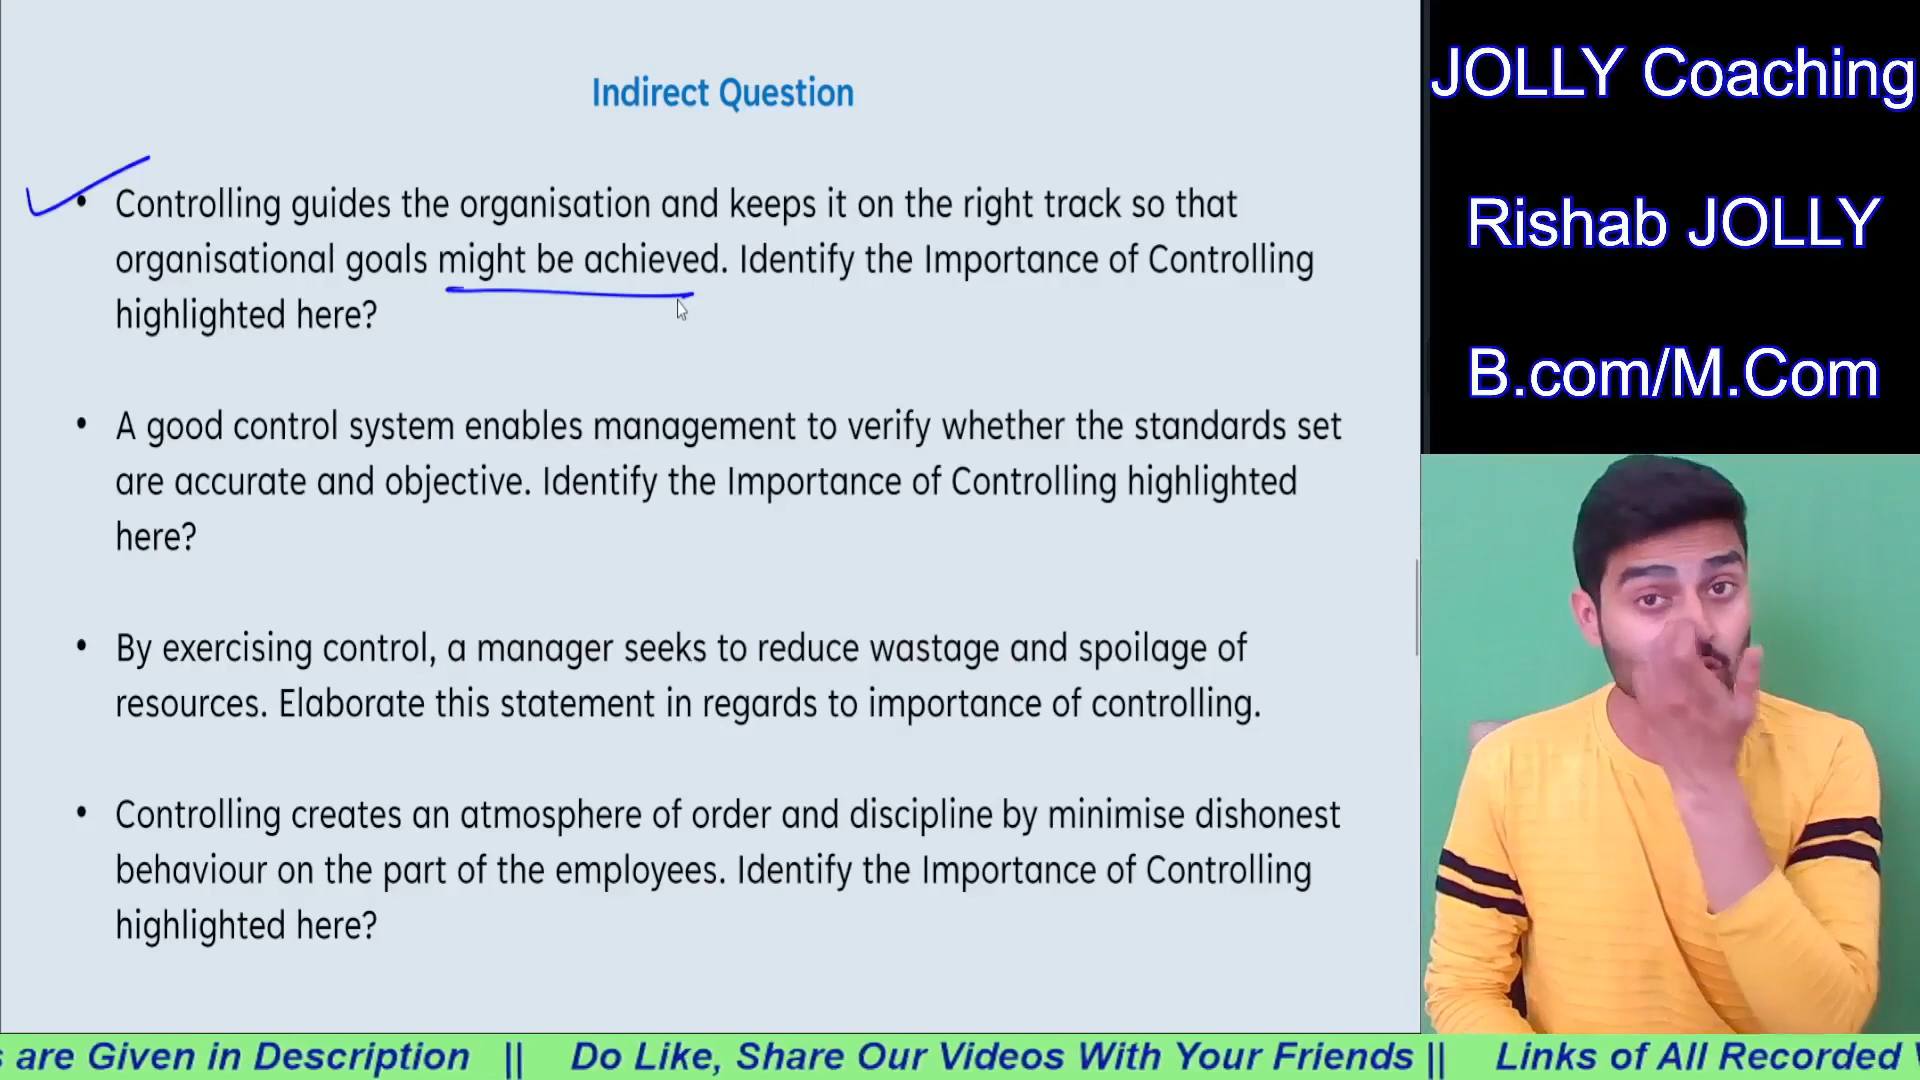 Indirect Question
• Controlling guides the organisation and keeps it on the right track so that
organisational goals might be achieved. Identify the Importance of Controlling
highlighted here?
• A good control system enables management to verify whether the standards set
are accurate and objective. Identify the Importance of Controlling highlighted
here?
• By exercising control, a manager seeks to reduce wastage and spoilage of
resources. Elaborate this statement in regards to importance of controlling.
• Controlling creates an atmosphere of order and discipline by minimise dishonest
behaviour on the part of the employees. Identify the Importance of Controlling
highlighted here?
JOLLY Coaching
Rishab JOLLY
B.com/M.Com
are Given in Description || Do Like, Share Our Videos With Your Friends || Links of All Recorded